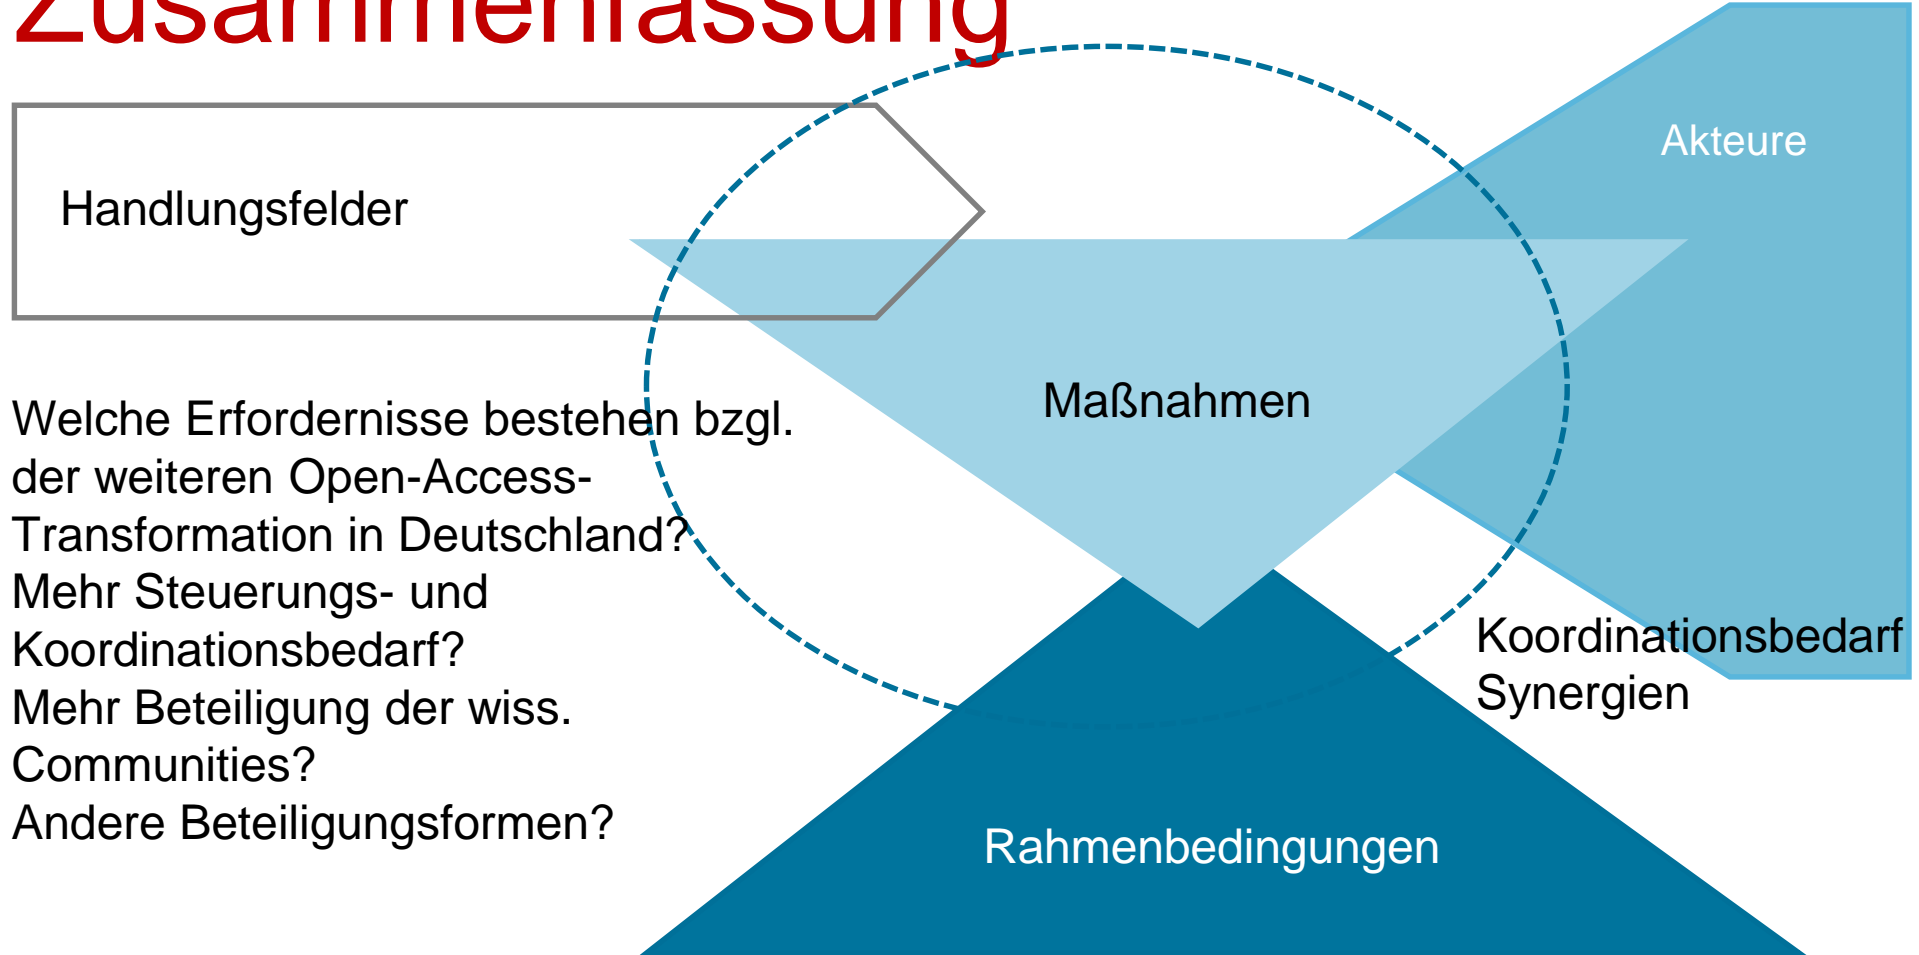 Zusammenfassung
Akteure
Handlungsfelder
Maßnahmen
Welche Erfordernisse bestehen bzgl.
der weiteren Open-Access-
Transformation in Deutschland?
Mehr Steuerungs- und
Koordinationsbedarf?
Mehr Beteiligung der wiss.
Communities?
Andere Beteiligungsformen?
Koordinationsbedarf
Synergien
Rahmenbedingungen